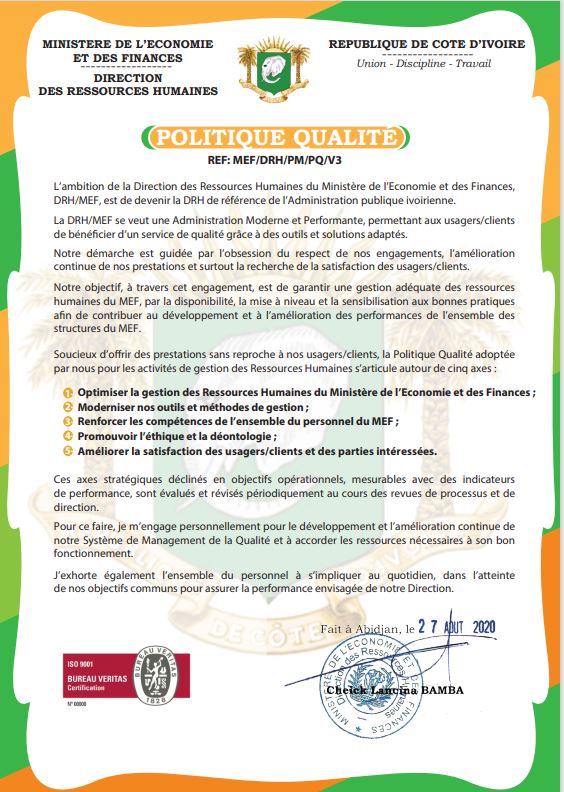 MINISTERE DE L'ECONOMIE
ET DES FINANCES
DIRECTION
DES RESSOURCES HUMAINES
REPUBLIQUE DE COTE D'IVOIRE
Union - Discipline - Travail
POLITIQUE QUALITÉ
REF: MEF/DRH/PM/PQ/V3
L'ambition de la Direction des Ressources Humaines du Ministère de l'Economie et des Finances,
DRH/MEF, est de devenir la DRH de référence de l'Administration publique ivoirienne.
La DRH/MEF se veut une Administration Moderne et Performante, permettant aux usagers/clients
de bénéficier d'un service de qualité grâce à des outils et solutions adaptés.
Notre démarche est guidée par l'obsession du respect de nos engagements, l'amélioration
continue de nos prestations et surtout la recherche de la satisfaction des usagers/clients.
Notre objectif, à travers cet engagement, est de garantir une gestion adéquate des ressources
humaines du MEF, par la disponibilité, la mise à niveau et la sensibilisation aux bonnes pratiques
afin de contribuer au développement et à l'amélioration des performances de l'ensemble des
structures du MEF.
Soucieux d'offrir des prestations sans reproche à nos usagers/clients, la Politique Qualité adoptée
par nous pour les activités de gestion des Ressources Humaines s'articule autour de cinq axes :
1 Optimiser la gestion des Ressources Humaines du Ministère de l'Economie et des Finances ;
2 Moderniser nos outils et méthodes de gestion ;
3 Renforcer les compétences de l'ensemble du personnel du MEF ;
4 Promouvoir l'éthique et la déontologie ;
5 Améliorer la satisfaction des usagers/clients et des parties intéressées.
Ces axes stratégiques déclinés en objectifs opérationnels, mesurables avec des indicateurs
de performance, sont évalués et révisés périodiquement au cours des revues de processus et de
direction.
Pour ce faire, je m'engage personnellement pour le développement et l'amélioration continue de
notre Système de Management de la Qualité et à accorder les ressources nécessaires à son bon
fonctionnement.
J'exhorte également l'ensemble du personnel à s'impliquer au quotidien, dans l'atteinte
de nos objectifs communs pour assurer la performance envisagée de notre Direction.
Fait à Abidjan, le 27 AOUT 2020
MINISTERE DE L'ECONOMIE ET DES FINANCES
Direction des Ressources Humaines
Cheick Lancina BAMBA
ISO 9001
BUREAU VERITAS
Certification
N° 00000
BUREAU VERITAS
1828
DE CÔTE